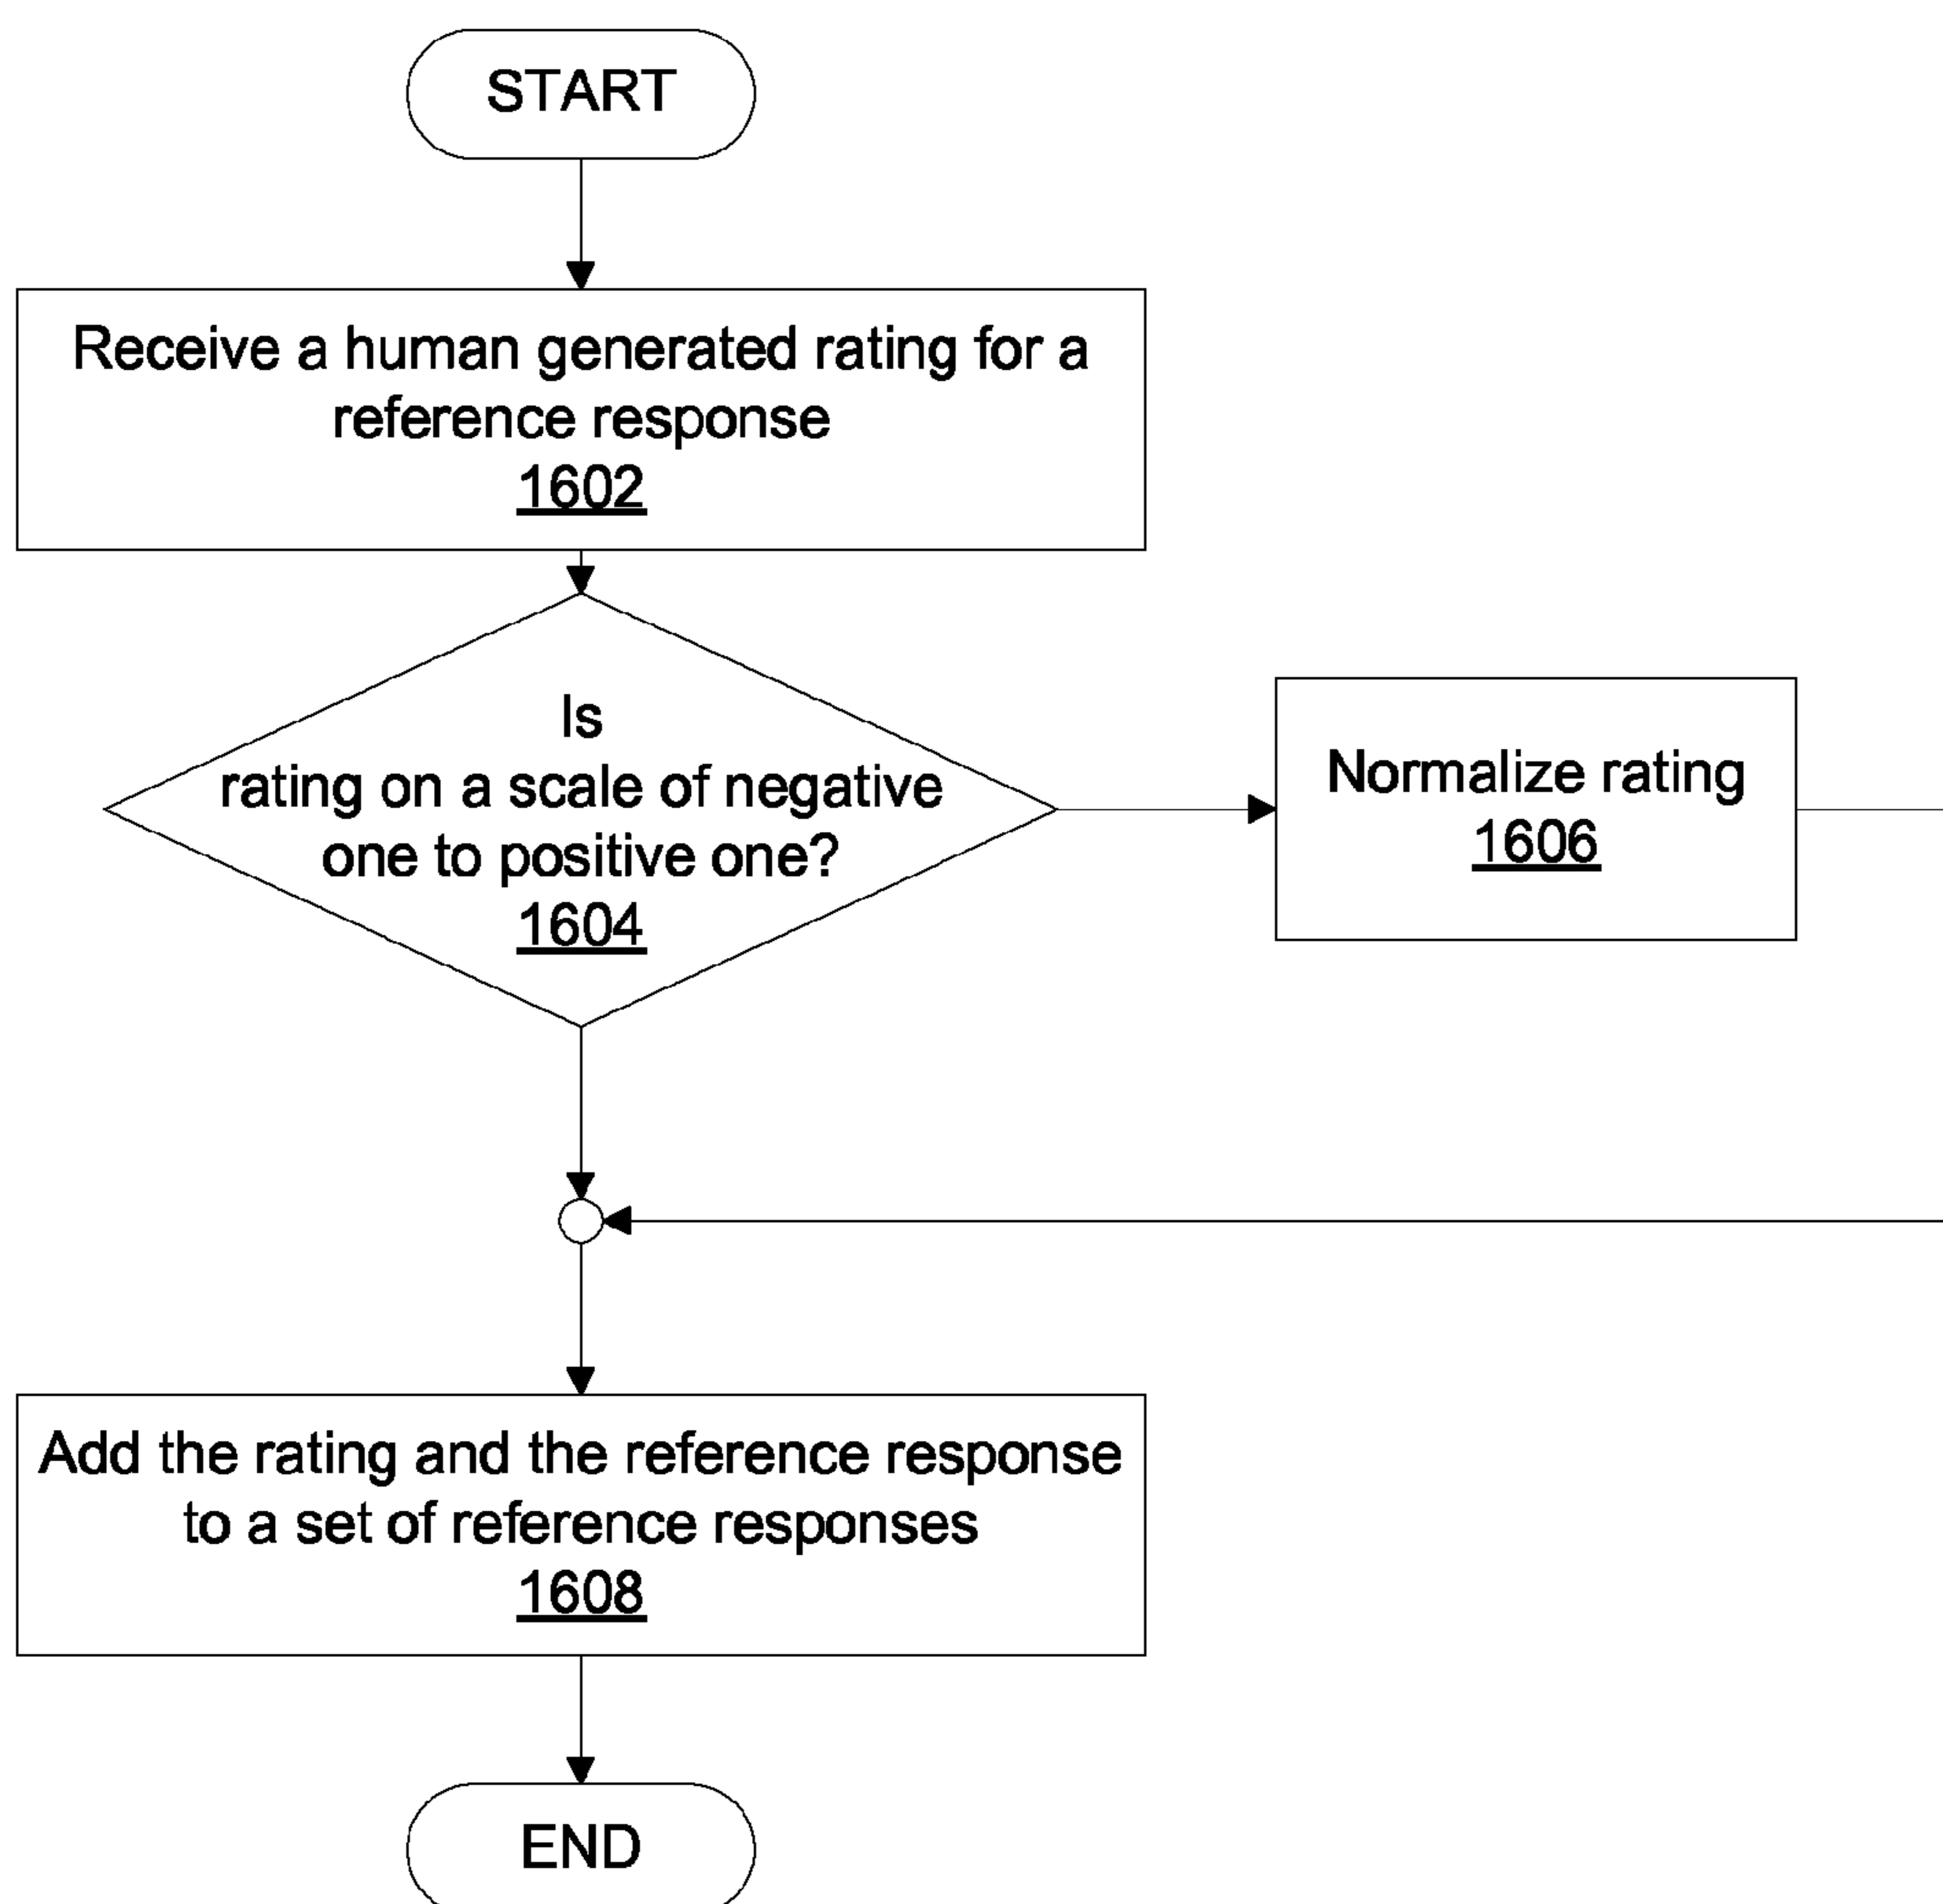 START
Receive a human generated rating for a
reference response
1602
Is
rating on a scale of negative
one to positive one?
1604
Normalize rating
1606
Add the rating and the reference response
to a set of reference responses
1608
END